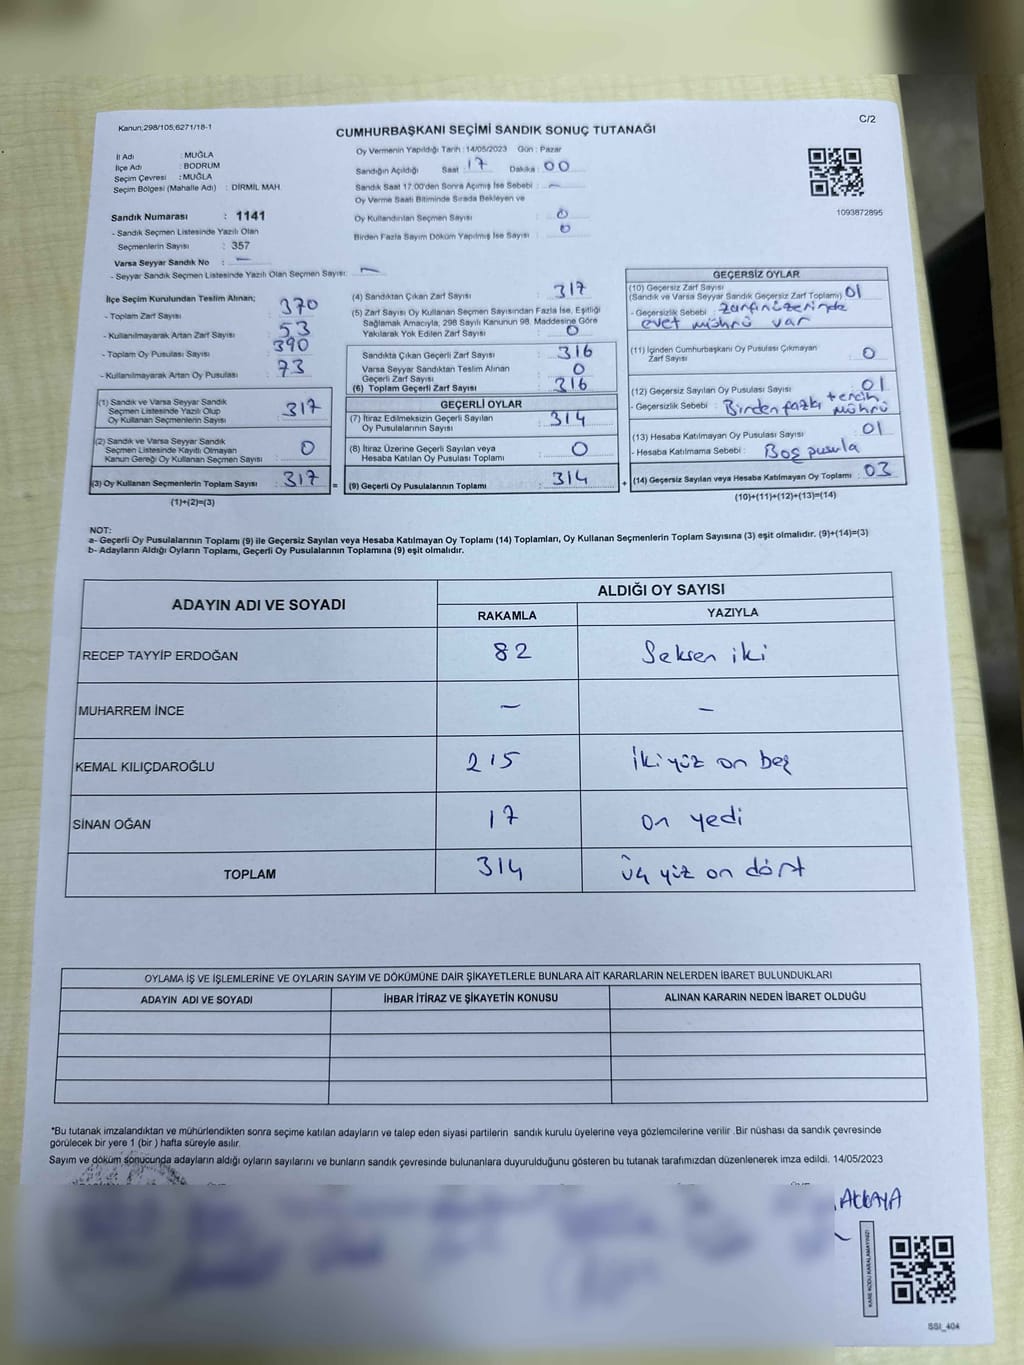 Kanun;298/105;6271/18-1
C/2
CUMHURBAŞKANI SEÇİMİ SANDIK SONUÇ TUTANAĞI
İl Adı : MUĞLA
İlçe Adı : BODRUM
Seçim Çevresi : MUĞLA
Seçim Bölgesi (Mahalle Adı) : DİRMİL MAH.
Oy Vermenin Yapıldığı Tarih : 14/05/2023 Gün : Pazar
Sandığın Açıldığı Saat : 17 Dakika : 00
Sandık Saat 17:00'den Sonra Açılmış İse Sebebi : –
Oy Verme Saati Bitiminde Sırada Bekleyen ve
Oy Kullandırılan Seçmen Sayısı : 0
Birden Fazla Sayım Döküm Yapılmış İse Sayısı : 0
1093872895
Sandık Numarası : 1141
- Sandık Seçmen Listesinde Yazılı Olan
Seçmenlerin Sayısı : 357
Varsa Seyyar Sandık No : –
- Seyyar Sandık Seçmen Listesinde Yazılı Olan Seçmen Sayısı: –
İlçe Seçim Kurulundan Teslim Alınan;
- Toplam Zarf Sayısı : 370
- Kullanılmayarak Artan Zarf Sayısı : 53
- Toplam Oy Pusulası Sayısı : 390
- Kullanılmayarak Artan Oy Pusulası : 73
(1) Sandık ve Varsa Seyyar Sandık
Seçmen Listesinde Yazılı Olup
Oy Kullanan Seçmenlerin Sayısı : 317
(2) Sandık ve Varsa Seyyar Sandık
Seçmen Listesinde Kayıtlı Olmayan
Kanun Gereği Oy Kullanan Seçmen Sayısı : 0
(3) Oy Kullanan Seçmenlerin Toplam Sayısı : 317
(1)+(2)=(3)
(4) Sandıktan Çıkan Zarf Sayısı : 317
(5) Zarf Sayısı Oy Kullanan Seçmen Sayısından Fazla İse, Eşitliği
Sağlamak Amacıyla, 298 Sayılı Kanunun 98. Maddesine Göre
Yakılarak Yok Edilen Zarf Sayısı : 0
Sandıkta Çıkan Geçerli Zarf Sayısı : 316
Varsa Seyyar Sandıktan Teslim Alınan
Geçerli Zarf Sayısı : 0
(6) Toplam Geçerli Zarf Sayısı : 316
GEÇERLİ OYLAR
(7) İtiraz Edilmeksizin Geçerli Sayılan
Oy Pusulalarının Sayısı : 314
(8) İtiraz Üzerine Geçerli Sayılan veya
Hesaba Katılan Oy Pusulası Toplamı : 0
= (9) Geçerli Oy Pusulalarının Toplamı : 314
GEÇERSİZ OYLAR
(10) Geçersiz Zarf Sayısı
(Sandık ve Varsa Seyyar Sandık Geçersiz Zarf Toplamı) : 01
- Geçersizlik Sebebi : Zarfın üzerinde
evet mührü var
(11) İçinden Cumhurbaşkanı Oy Pusulası Çıkmayan
Zarf Sayısı : 0
(12) Geçersiz Sayılan Oy Pusulası Sayısı : 01
- Geçersizlik Sebebi : Birden fazla tercih
mührü
(13) Hesaba Katılmayan Oy Pusulası Sayısı : 01
- Hesaba Katılmama Sebebi : Boş pusula
+ (14) Geçersiz Sayılan veya Hesaba Katılmayan Oy Toplamı : 03
(10)+(11)+(12)+(13)=(14)
NOT:
a- Geçerli Oy Pusulalarının Toplamı (9) ile Geçersiz Sayılan veya Hesaba Katılmayan Oy Toplamı (14) Toplamları, Oy Kullanan Seçmenlerin Toplam Sayısına (3) eşit olmalıdır. (9)+(14)=(3)
b- Adayların Aldığı Oyların Toplamı, Geçerli Oy Pusulalarının Toplamına (9) eşit olmalıdır.
ADAYIN ADI VE SOYADI
ALDIĞI OY SAYISI
RAKAMLA YAZIYLA
RECEP TAYYİP ERDOĞAN 82 Seksen iki
MUHARREM İNCE – –
KEMAL KILIÇDAROĞLU 215 İki yüz on beş
SİNAN OĞAN 17 on yedi
TOPLAM 314 üç yüz on dört
OYLAMA İŞ VE İŞLEMLERİNE VE OYLARIN SAYIM VE DÖKÜMÜNE DAİR ŞİKAYETLERLE BUNLARA AİT KARARLARIN NELERDEN İBARET BULUNDUKLARI
ADAYIN ADI VE SOYADI İHBAR İTİRAZ VE ŞİKAYETİN KONUSU ALINAN KARARIN NEDEN İBARET OLDUĞU
*Bu tutanak imzalandıktan ve mühürlendikten sonra seçime katılan adayların ve talep eden siyasi partilerin sandık kurulu üyelerine veya gözlemcilerine verilir .Bir nüshası da sandık çevresinde
görülecek bir yere 1 (bir ) hafta süreyle asılır.
Sayım ve döküm sonucunda adayların aldığı oyların sayılarını ve bunların sandık çevresinde bulunanlara duyurulduğunu gösteren bu tutanak tarafımızdan düzenlenerek imza edildi. 14/05/2023
AKKAYA
KARE KODU KARALAMAYINIZ!
SSI_404